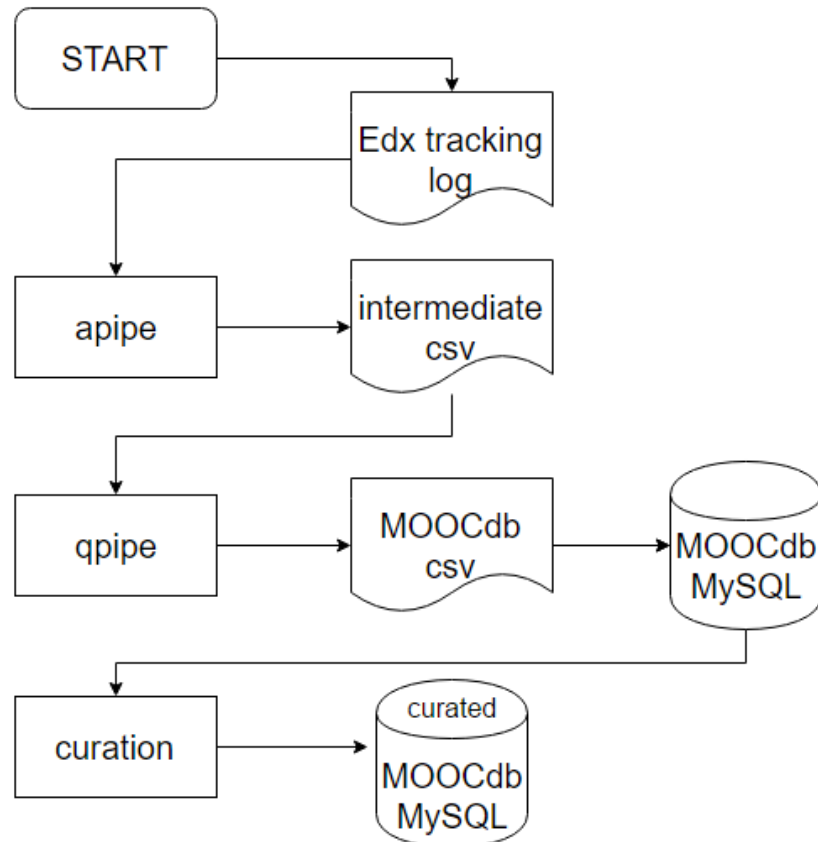 START
Edx tracking
log
apipe
intermediate
csv
qpipe
MOOCdb
csv
MOOCdb
MySQL
curation
curated
MOOCdb
MySQL